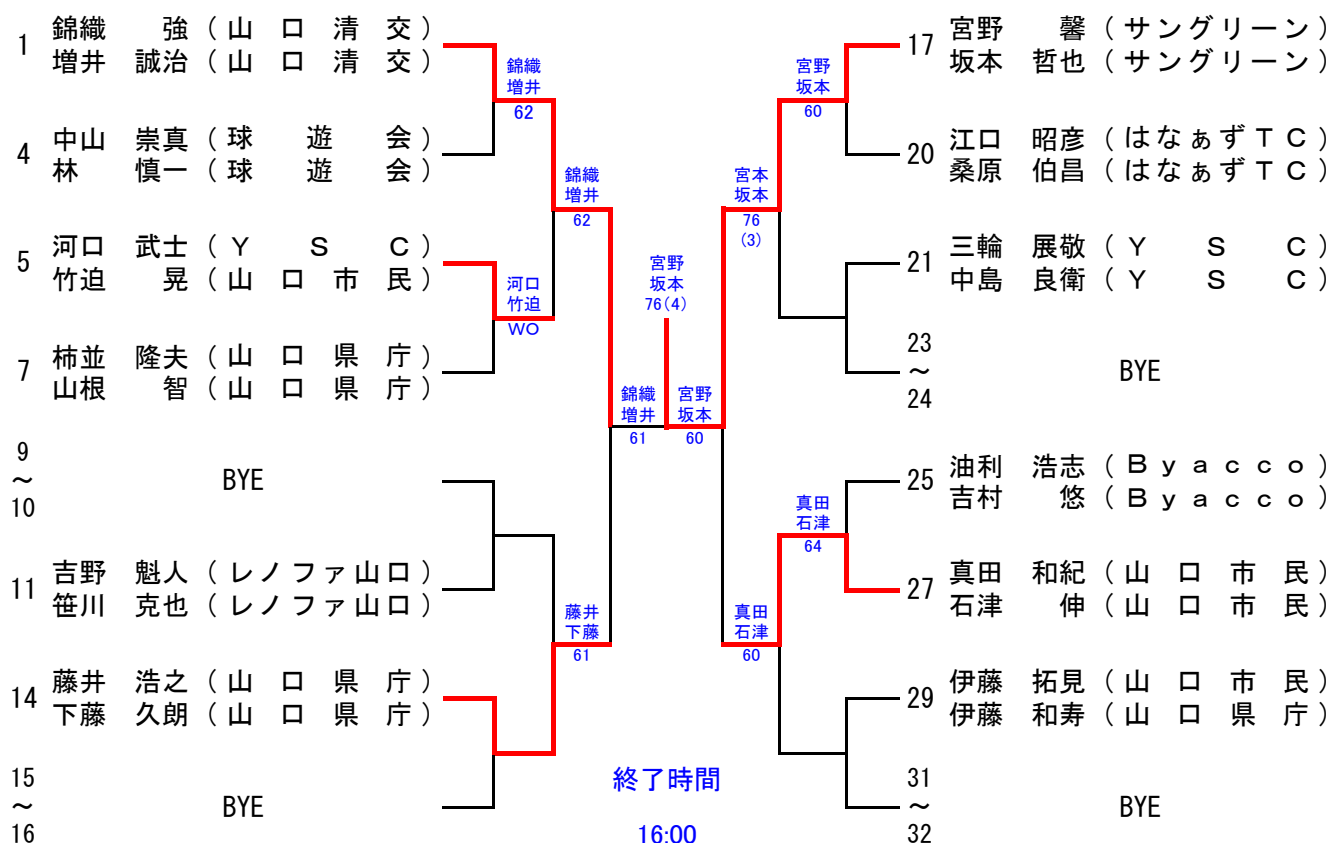 1
錦織 強 (山口清交)
増井 誠治 (山口清交)
4
中山 崇真 (球遊会)
林 慎一 (球遊会)
5
河口 武士 (YSC)
竹迫 晃 (山口市民)
7
柿並 隆夫 (山口県庁)
山根 智 (山口県庁)
9
~
10
BYE
11
吉野 魁人 (レノファ山口)
笹川 克也 (レノファ山口)
14
藤井 浩之 (山口県庁)
下藤 久朗 (山口県庁)
15
~
16
BYE
錦織
増井
62
河口
竹迫
WO
錦織
増井
62
藤井
下藤
61
錦織
増井
61
宮野
坂本
76(4)
宮野
坂本
60
宮本
坂本
76
(3)
真田
石津
60
宮野
坂本
60
真田
石津
64
17
宮野 馨 (サングリーン)
坂本 哲也 (サングリーン)
20
江口 昭彦 (はなぁずTC)
桑原 伯昌 (はなぁずTC)
21
三輪 展敬 (YSC)
中島 良衛 (YSC)
23
~
24
BYE
25
油利 浩志 (Byacco)
吉村 悠 (Byacco)
27
真田 和紀 (山口市民)
石津 伸 (山口市民)
29
伊藤 拓見 (山口市民)
伊藤 和寿 (山口県庁)
31
~
32
BYE
終了時間
16:00